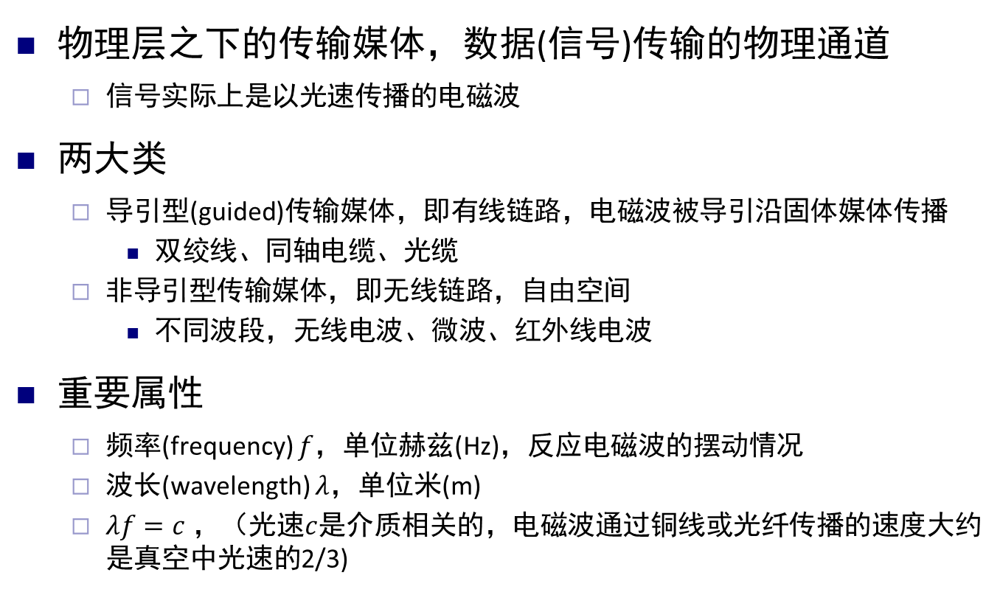 物理层之下的传输媒体，数据(信号)传输的物理通道
信号实际上是以光速传播的电磁波
两大类
导引型(guided)传输媒体，即有线链路，电磁波被导引沿固体媒体传播
双绞线、同轴电缆、光缆
非导引型传输媒体，即无线链路，自由空间
不同波段，无线电波、微波、红外线电波
重要属性
频率(frequency) f，单位赫兹(Hz)，反应电磁波的摆动情况
波长(wavelength) λ，单位米(m)
λf = c ，（光速c是介质相关的，电磁波通过铜线或光纤传播的速度大约
是真空中光速的2/3)